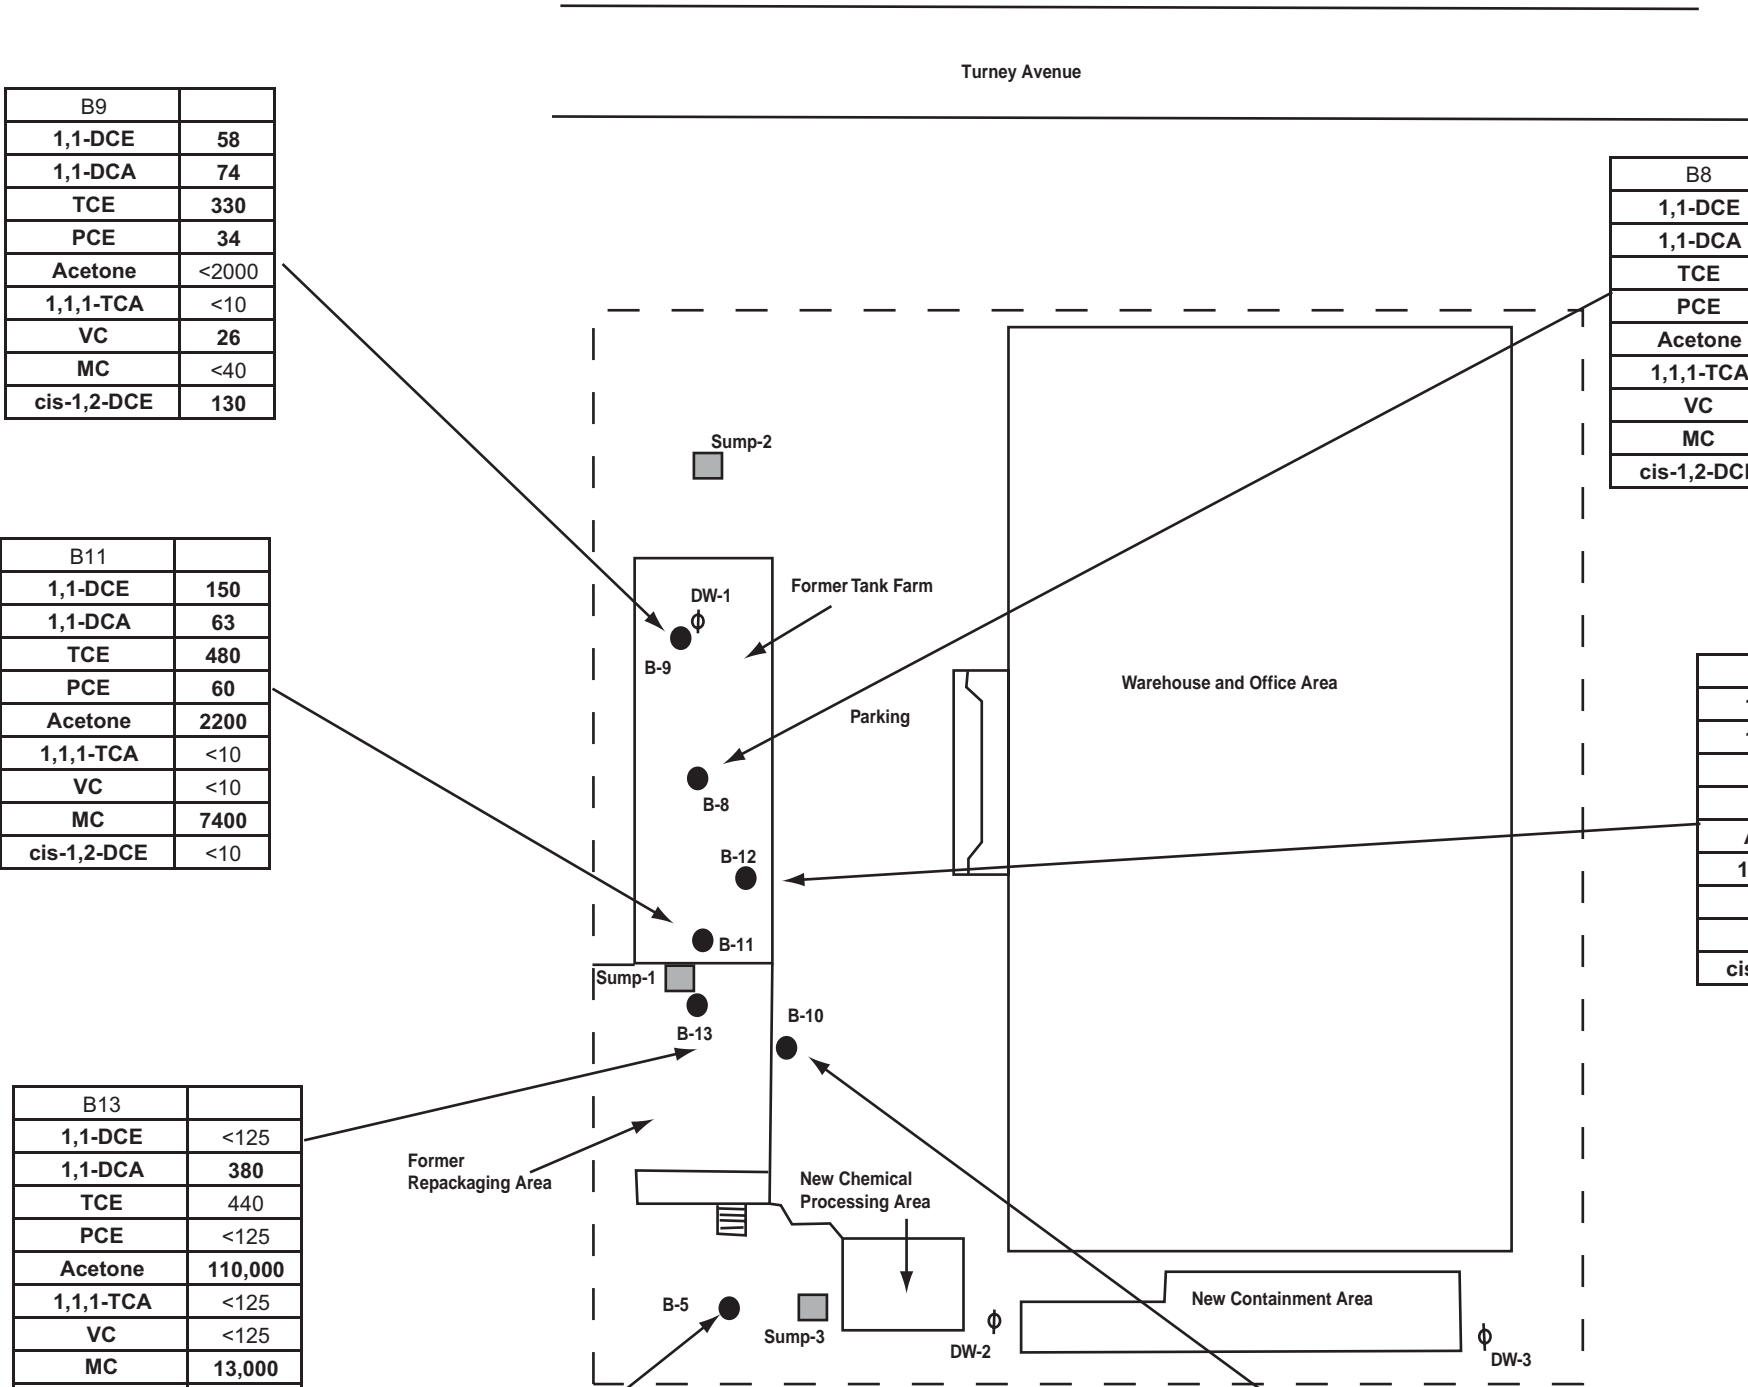 Turney Avenue
B9
1,1-DCE 58
1,1-DCA 74
TCE 330
PCE 34
Acetone <2000
1,1,1-TCA <10
VC 26
MC <40
cis-1,2-DCE 130
B8
1,1-DCE
1,1-DCA
TCE
PCE
Acetone
1,1,1-TCA
VC
MC
cis-1,2-DC
Sump-2
B11
1,1-DCE 150
1,1-DCA 63
TCE 480
PCE 60
Acetone 2200
1,1,1-TCA <10
VC <10
MC 7400
cis-1,2-DCE <10
DW-1
Former Tank Farm
B-9
Warehouse and Office Area
Parking
B-8
B-12
B-11
Sump-1
B-13
B-10
1
cis
B13
1,1-DCE <125
1,1-DCA 380
TCE 440
PCE <125
Acetone 110,000
1,1,1-TCA <125
VC <125
MC 13,000
Former
Repackaging Area
New Chemical
Processing Area
B-5
Sump-3
New Containment Area
DW-2
DW-3